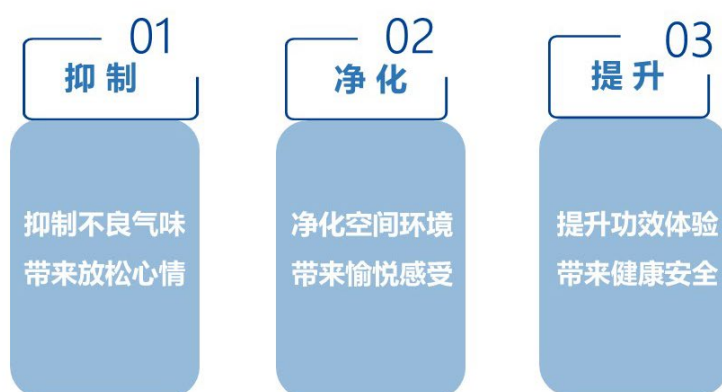 01
抑制
抑制不良气味
带来放松心情
02
净化
净化空间环境
带来愉悦感受
03
提升
提升功效体验
带来健康安全